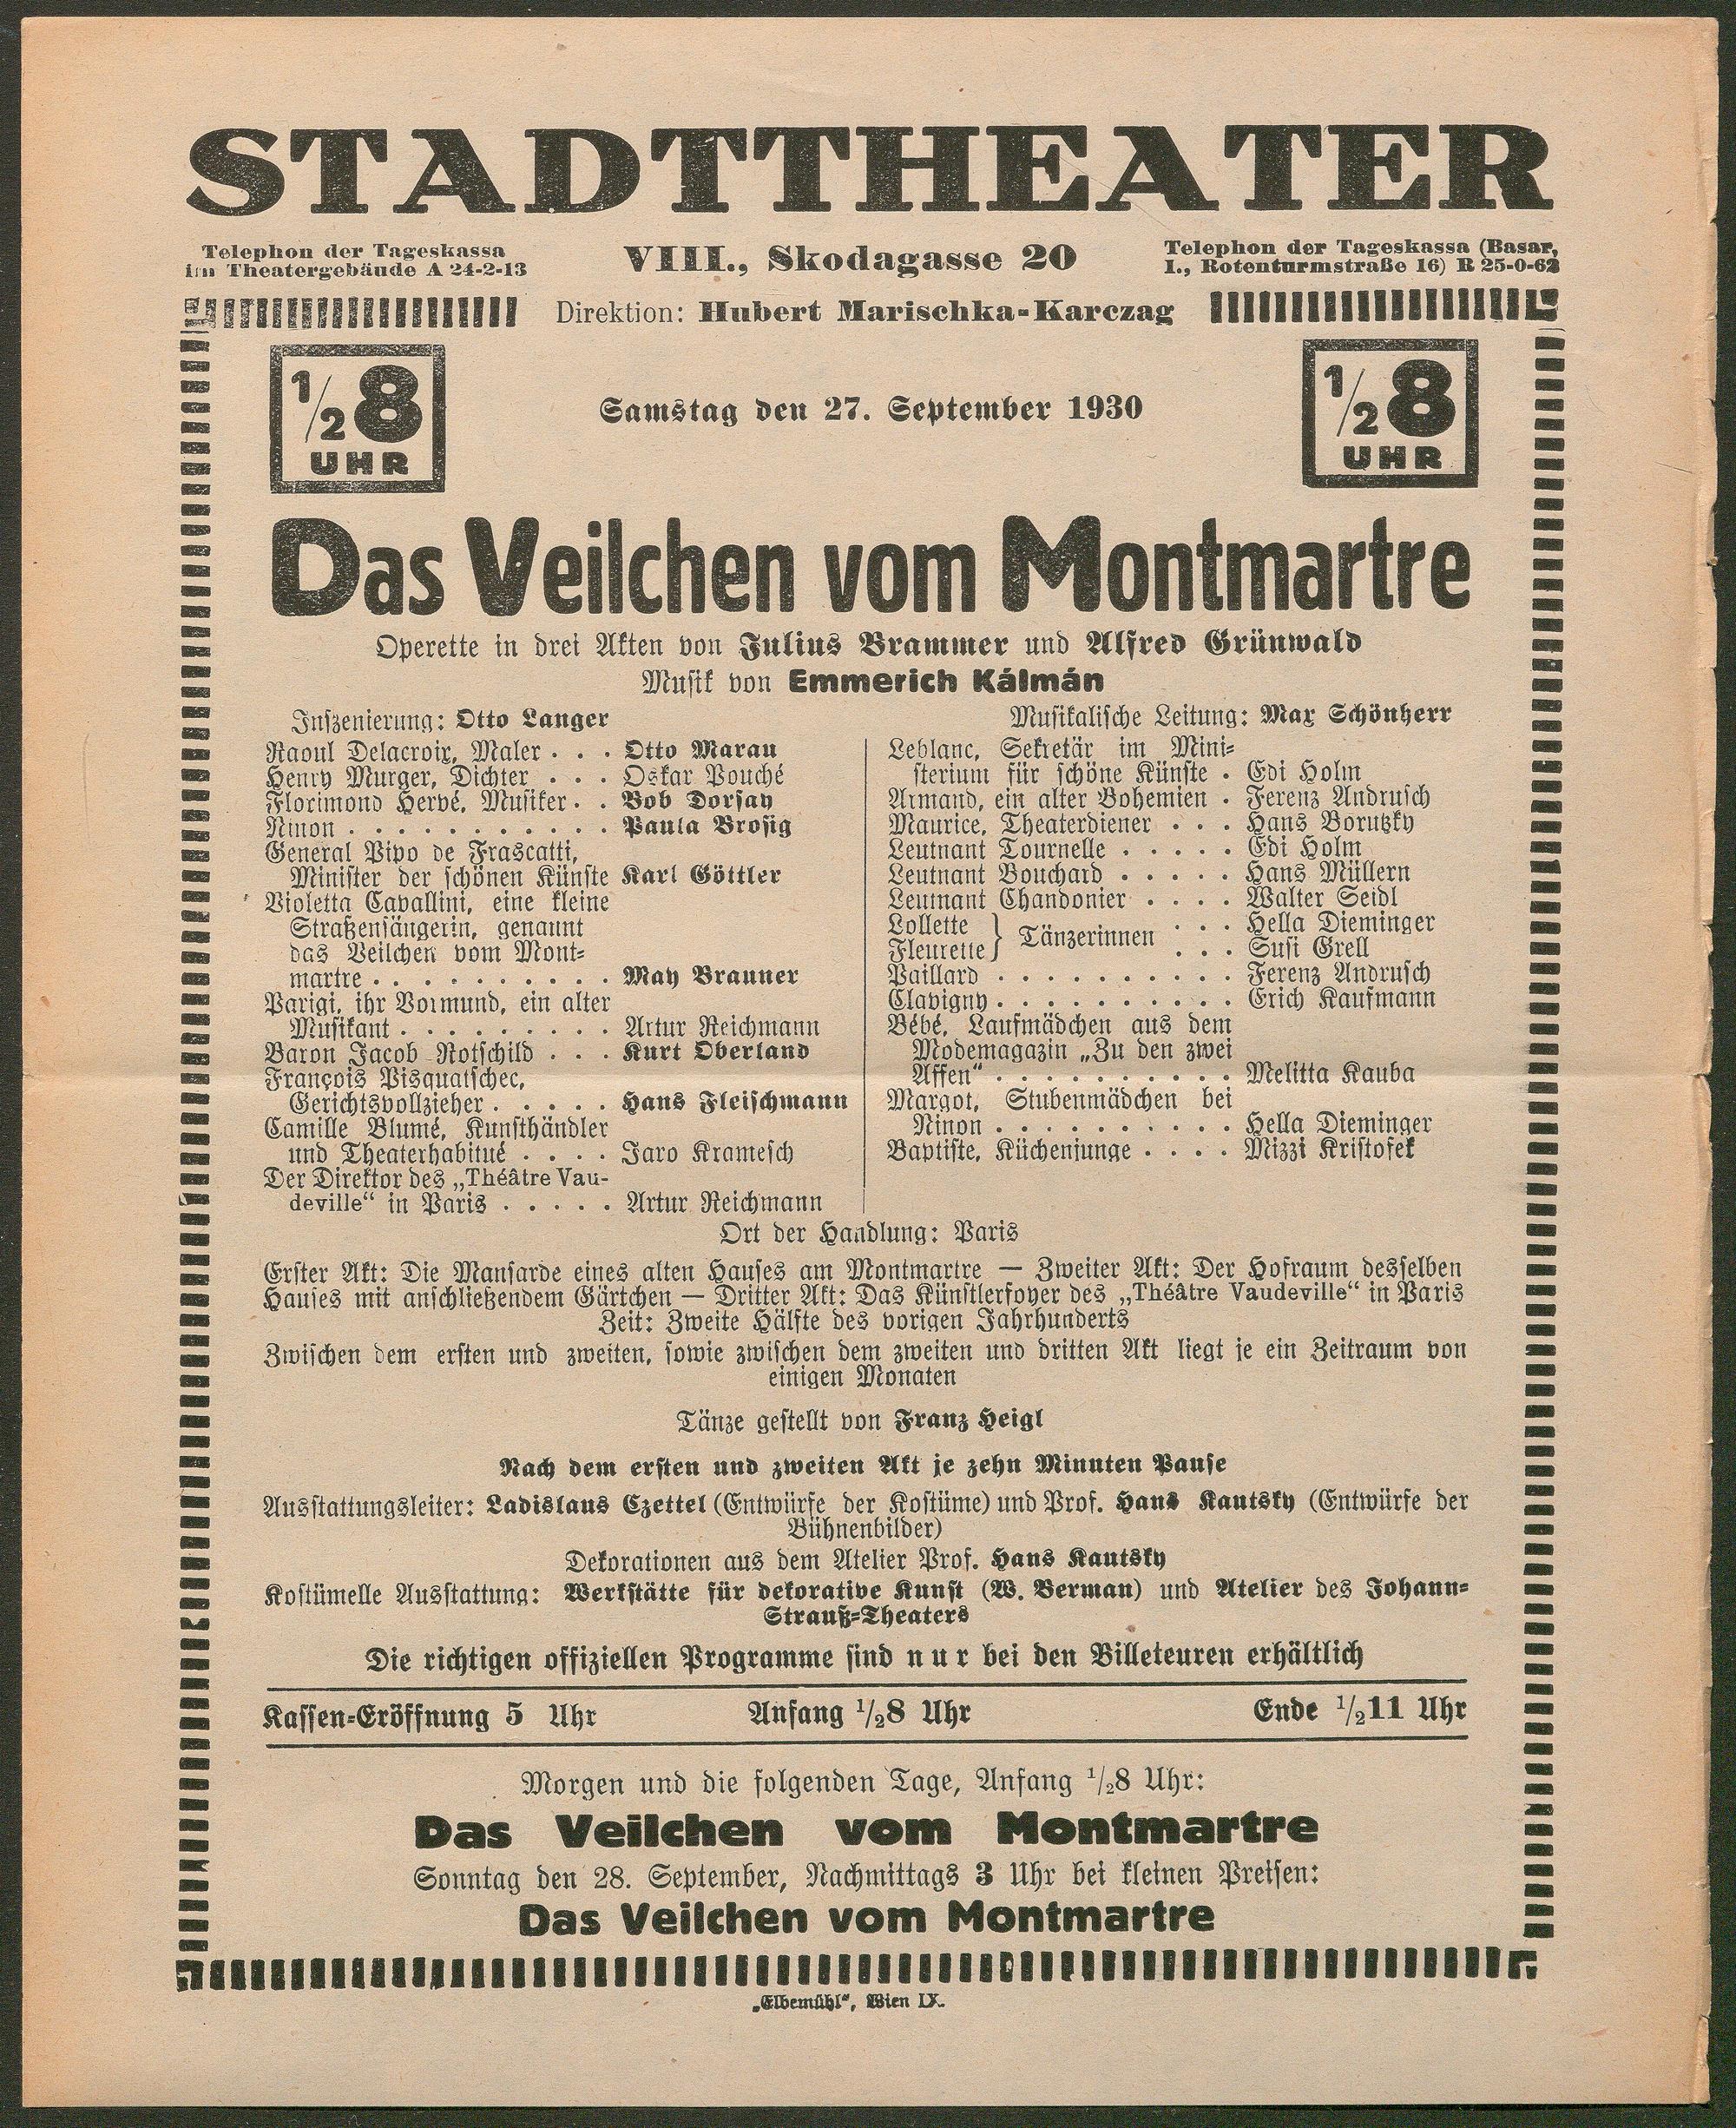 STADTTHEATER
Telephon der Tageskassa
im Theatergebäude A 24-2-13
VIII., Skodagasse 20
Telephon der Tageskassa (Basar,
I., Rotenturmstraße 16) R 25-0-62
Direktion: Hubert Marischka-Karczag
1/2 8
UHR
Samstag den 27. September 1930
1/2 8
UHR
Das Veilchen vom Montmartre
Operette in drei Akten von Julius Brammer und Alfred Grünwald
Musik von Emmerich Kálmán
Inszenierung: Otto Langer
Musikalische Leitung: Max Schönherr
Raoul Delacroix, Maler . . . Otto Marau
Henry Murger, Dichter . . . Oskar Pouché
Florimond Hervé, Musiker . . Bob Dorsay
Ninon . . . . . . . . . . . Paula Brosig
General Pipo de Frascatti,
Minister der schönen Künste Karl Göttler
Violetta Cavallini, eine kleine
Straßensängerin, genannt
das Veilchen vom Mont-
martre . . . . . . . . . . May Brauner
Parigi, ihr Vormund, ein alter
Musikant . . . . . . . . . Artur Reichmann
Baron Jacob Rotschild . . . Kurt Oberland
François Pisquatschec,
Gerichtsvollzieher . . . . . Hans Fleischmann
Camille Blumé, Kunsthändler
und Theaterhabitué . . . . Jaro Kramesch
Der Direktor des „Théâtre Vau-
deville“ in Paris . . . . . Artur Reichmann
Leblanc, Sekretär im Mini-
sterium für schöne Künste . Edi Holm
Armand, ein alter Bohemien . Ferenz Andrusch
Maurice, Theaterdiener . . . Hans Borutzky
Leutnant Tournelle . . . . . Edi Holm
Leutnant Bouchard . . . . . Hans Müllern
Leutnant Chandonier . . . . Walter Seidl
Lollette } Tänzerinnen . . . Hella Dieminger
Fleurette } . . . Susi Grell
Paillard . . . . . . . . . . Ferenz Andrusch
Clavigny . . . . . . . . . . Erich Kaufmann
Bébé, Laufmädchen aus dem
Modemagazin „Zu den zwei
Affen“ . . . . . . . . . . Melitta Kauba
Margot, Stubenmädchen bei
Ninon . . . . . . . . . . Hella Dieminger
Baptiste, Küchenjunge . . . . Mizzi Kristofek
Ort der Handlung: Paris
Erster Akt: Die Mansarde eines alten Hauses am Montmartre — Zweiter Akt: Der Hofraum desselben
Hauses mit anschließendem Gärtchen — Dritter Akt: Das Künstlerfoyer des „Théâtre Vaudeville“ in Paris
Zeit: Zweite Hälfte des vorigen Jahrhunderts
Zwischen dem ersten und zweiten, sowie zwischen dem zweiten und dritten Akt liegt je ein Zeitraum von
einigen Monaten
Tänze gestellt von Franz Heigl
Nach dem ersten und zweiten Akt je zehn Minuten Pause
Ausstattungsleiter: Ladislaus Czettel (Entwürfe der Kostüme) und Prof. Hans Kautsky (Entwürfe der
Bühnenbilder)
Dekorationen aus dem Atelier Prof. Hans Kautsky
Kostümelle Ausstattung: Werkstätte für dekorative Kunst (W. Berman) und Atelier des Johann-
Strauß-Theaters
Die richtigen offiziellen Programme sind nur bei den Billeteuren erhältlich
Kassen-Eröffnung 5 Uhr Anfang 1/2 8 Uhr Ende 1/2 11 Uhr
Morgen und die folgenden Tage, Anfang 1/2 8 Uhr:
Das Veilchen vom Montmartre
Sonntag den 28. September, Nachmittags 3 Uhr bei kleinen Preisen:
Das Veilchen vom Montmartre
„Elbemühl“, Wien IX.